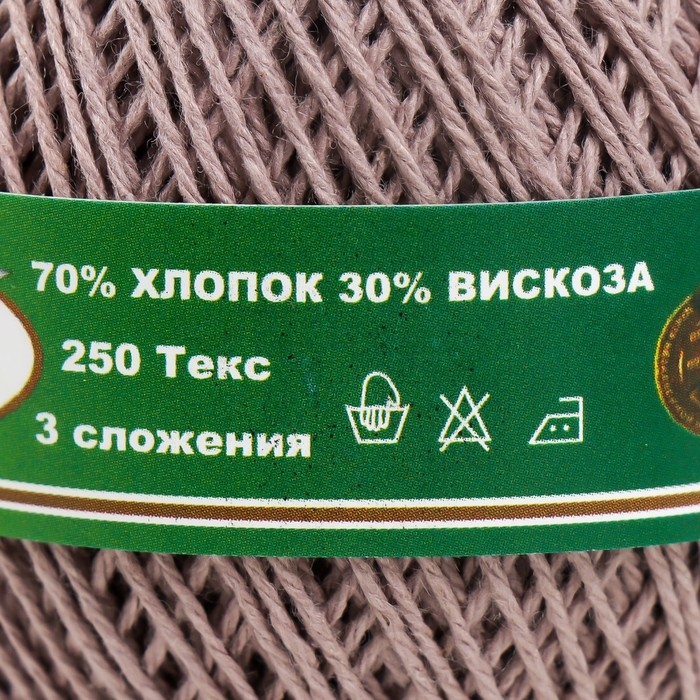 70% ХЛОПОК 30% ВИСКОЗА
250 Текс
3 сложения